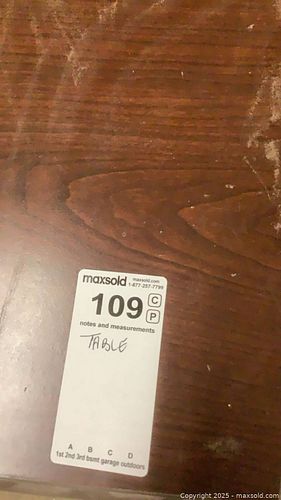 maxsold maxsold.com
1-877-257-7799
109 C
P
notes and measurements
TABLE
A B C D
1st 2nd 3rd bsmt garage outdoors
Copyright 2025 - maxsold.com